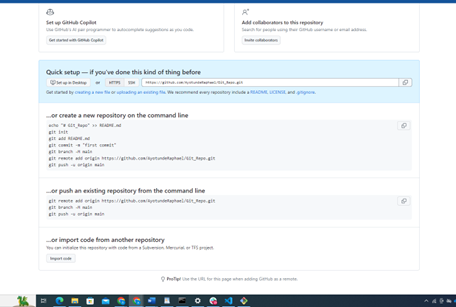 Set up GitHub Copilot
Use GitHub's AI pair programmer to autocomplete suggestions as you code.
Get started with GitHub Copilot
Add collaborators to this repository
Search for people using their GitHub username or email address.
Invite collaborators
Quick setup — if you've done this kind of thing before
Set up in Desktop or HTTPS SSH https://github.com/AystundeRaphael/Git_Repo.git
Get started by creating a new file or uploading an existing file. We recommend every repository include a README, LICENSE, and .gitignore.
...or create a new repository on the command line
echo "# Git_Repo" >> README.md
git init
git add README.md
git commit -m "first commit"
git branch -M main
git remote add origin https://github.com/AystundeRaphael/Git_Repo.git
git push -u origin main
...or push an existing repository from the command line
git remote add origin https://github.com/AystundeRaphael/Git_Repo.git
git branch -M main
git push -u origin main
...or import code from another repository
You can initialize this repository with code from a Subversion, Mercurial, or TFS project.
Import code
ProTip! Use the URL for this page when adding GitHub as a remote.